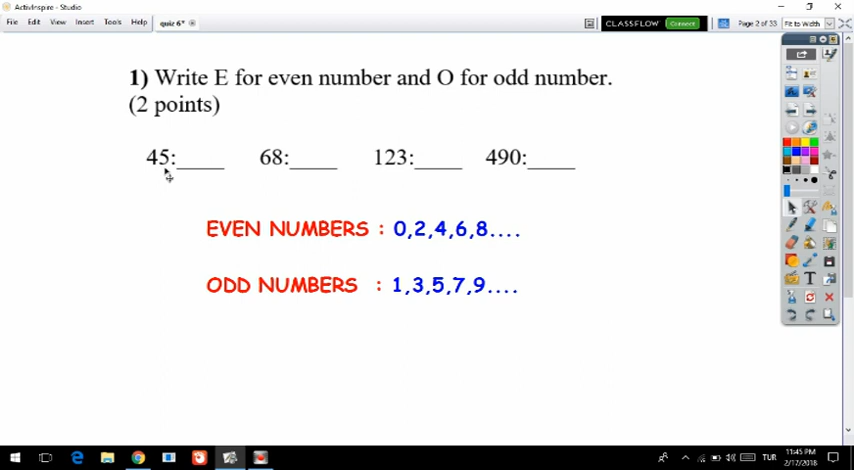 ActivInspire - Studio
File Edit View Insert Tools Help quiz 6* CLASSFLOW Connect Page 2 of 33 Fit to Width
1) Write E for even number and O for odd number.
(2 points)
45:____ 68:____ 123:____ 490:____
EVEN NUMBERS : 0,2,4,6,8....
ODD NUMBERS : 1,3,5,7,9....
TUR
11:45 PM
2/17/2018